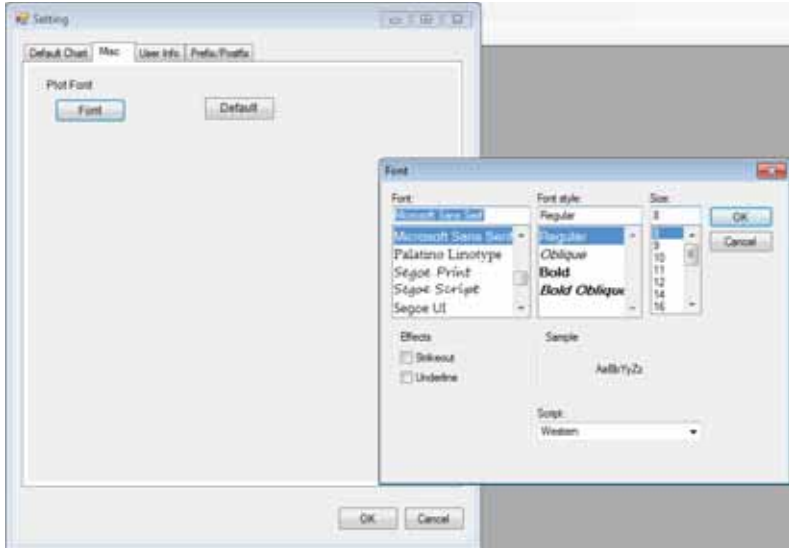 Setting
Default Chart Misc User Info Prefix/Postfix
Plot Font
Font Default
Font
Font: Font style: Size:
Microsoft Sans Serif Regular 8
Microsoft Sans Serif Regular 8
Palatino Linotype Oblique 9
Segoe Print Bold 10
Segoe Script Bold Oblique 11
Segoe UI 12
14
16
OK
Cancel
Effects Sample
Strikeout
Underline
AaBbYyZz
Script:
Western
OK Cancel